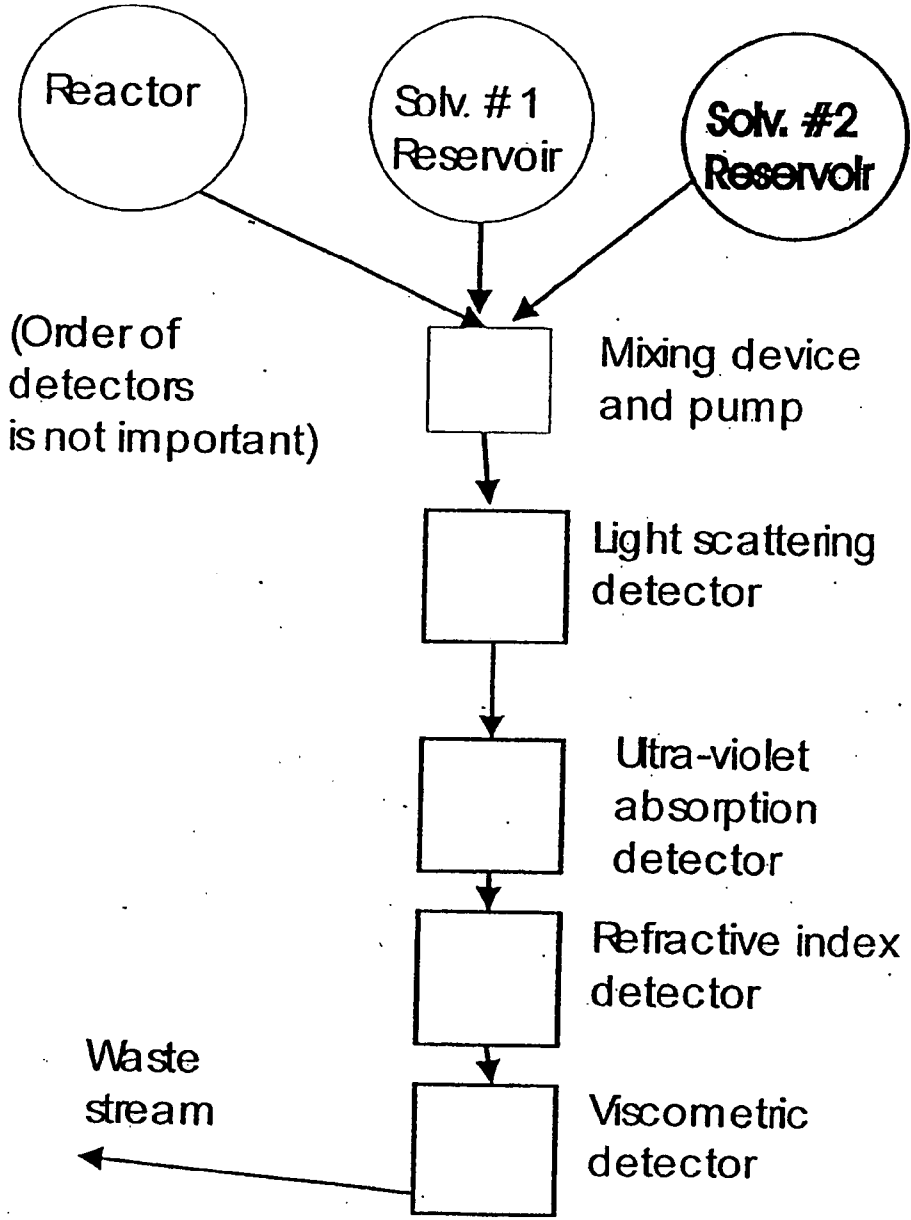 Reactor
Solv. #1
Reservoir
Solv. #2
Reservoir
(Order of
detectors
is not important)
Mixing device
and pump
Light scattering
detector
Ultra-violet
absorption
detector
Refractive index
detector
Waste
stream
Viscometric
detector